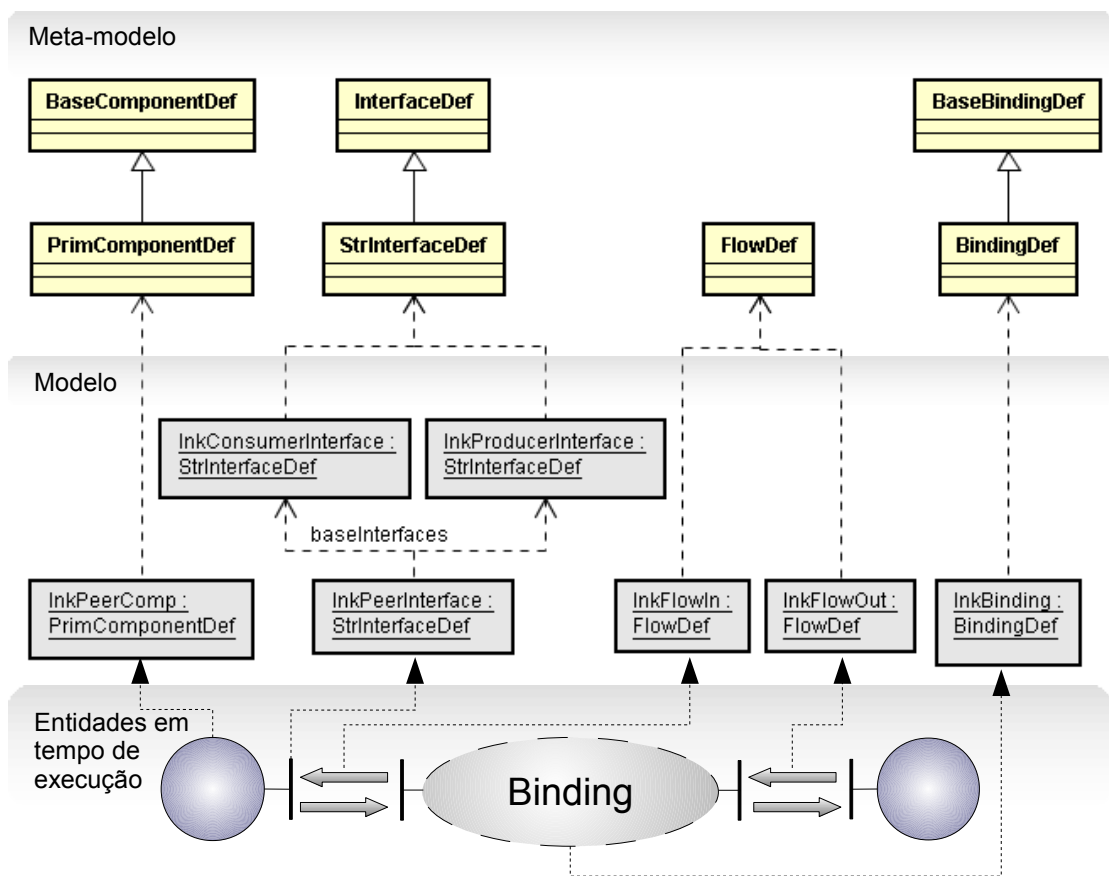 Meta-modelo
BaseComponentDef
InterfaceDef
BaseBindingDef
PrimComponentDef
StrInterfaceDef
FlowDef
BindingDef
Modelo
InkConsumerInterface :
StrInterfaceDef
InkProducerInterface :
StrInterfaceDef
baseInterfaces
InkPeerComp :
PrimComponentDef
InkPeerInterface :
StrInterfaceDef
InkFlowIn :
FlowDef
InkFlowOut :
FlowDef
InkBinding :
BindingDef
Entidades em
tempo de
execução
Binding